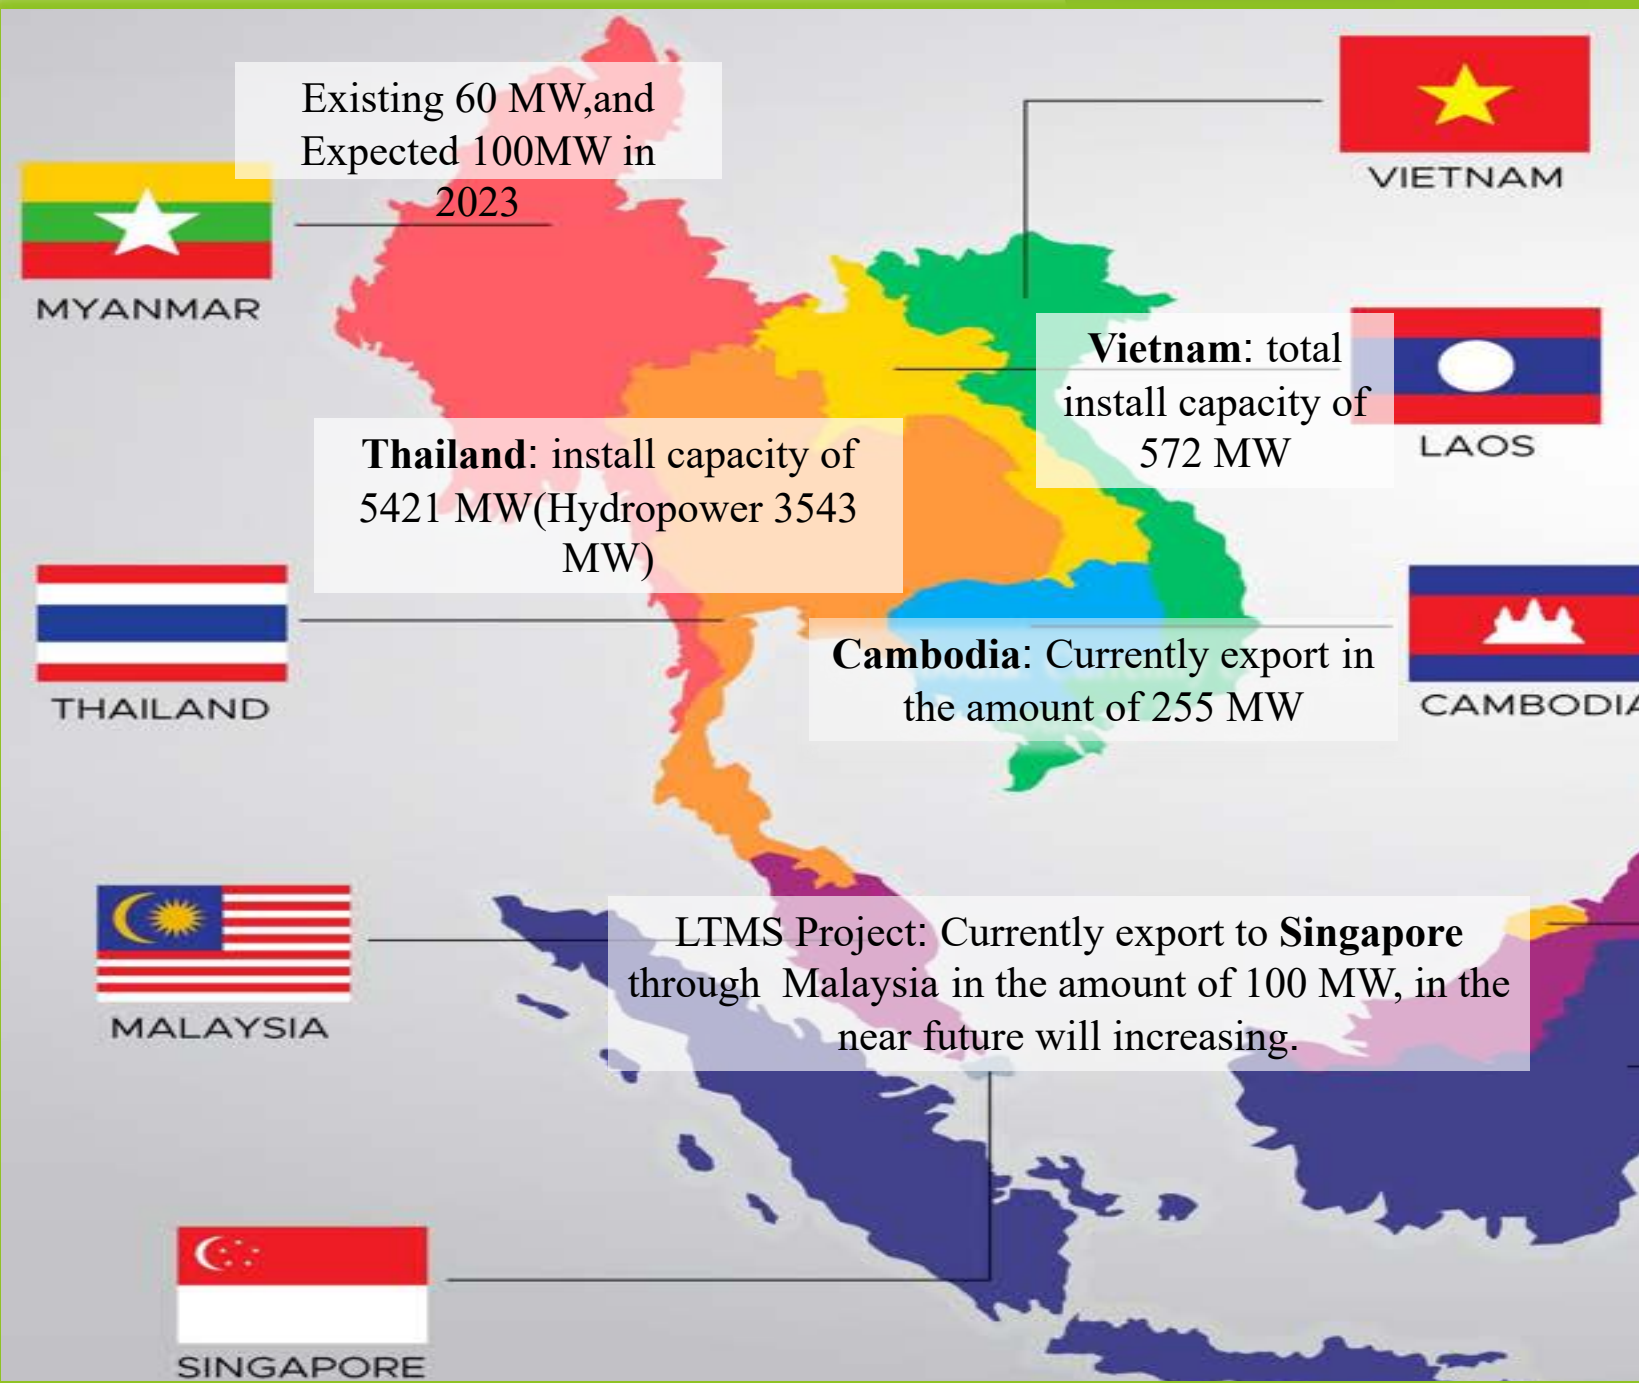 Existing 60 MW,and
Expected 100MW in
2023
MYANMAR
VIETNAM
Vietnam: total
install capacity of
572 MW
LAOS
Thailand: install capacity of
5421 MW(Hydropower 3543
MW)
THAILAND
Cambodia: Currently export in
the amount of 255 MW
CAMBODIA
LTMS Project: Currently export to Singapore
through Malaysia in the amount of 100 MW, in the
near future will increasing.
MALAYSIA
SINGAPORE